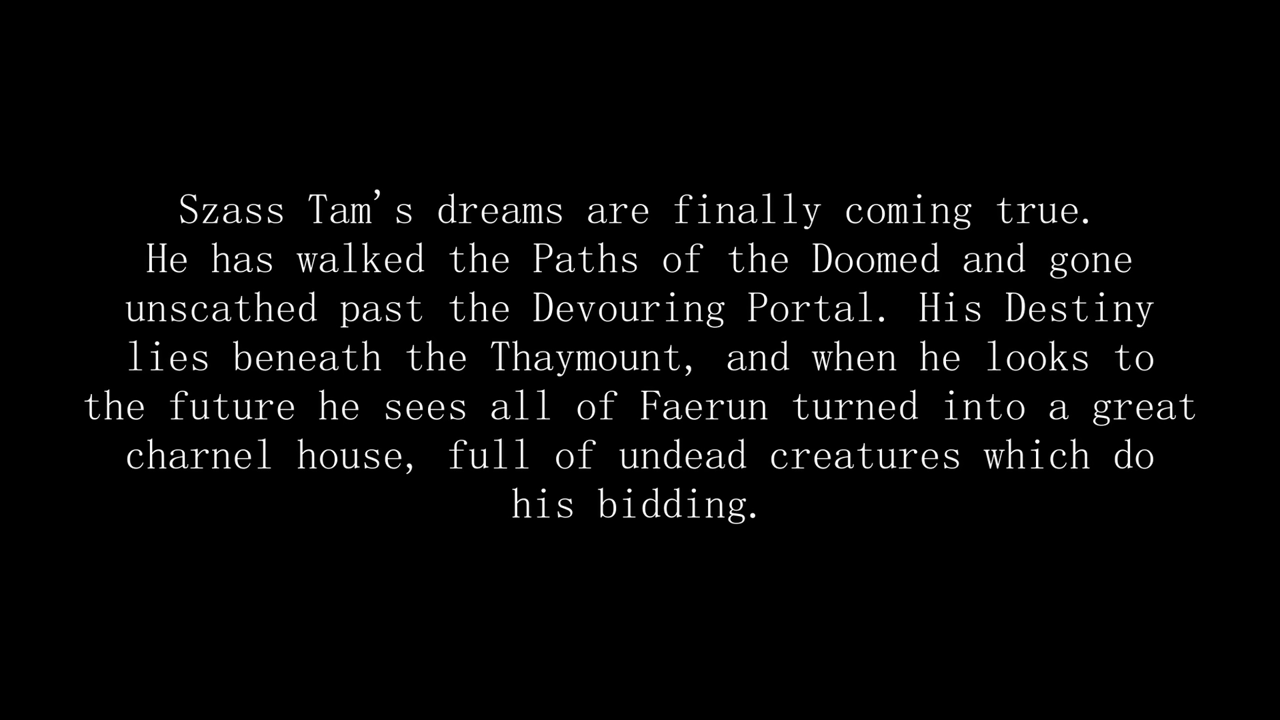 Szass Tam's dreams are finally coming true.
He has walked the Paths of the Doomed and gone
unscathed past the Devouring Portal. His Destiny
lies beneath the Thaymount, and when he looks to
the future he sees all of Faerun turned into a great
charnel house, full of undead creatures which do
his bidding.